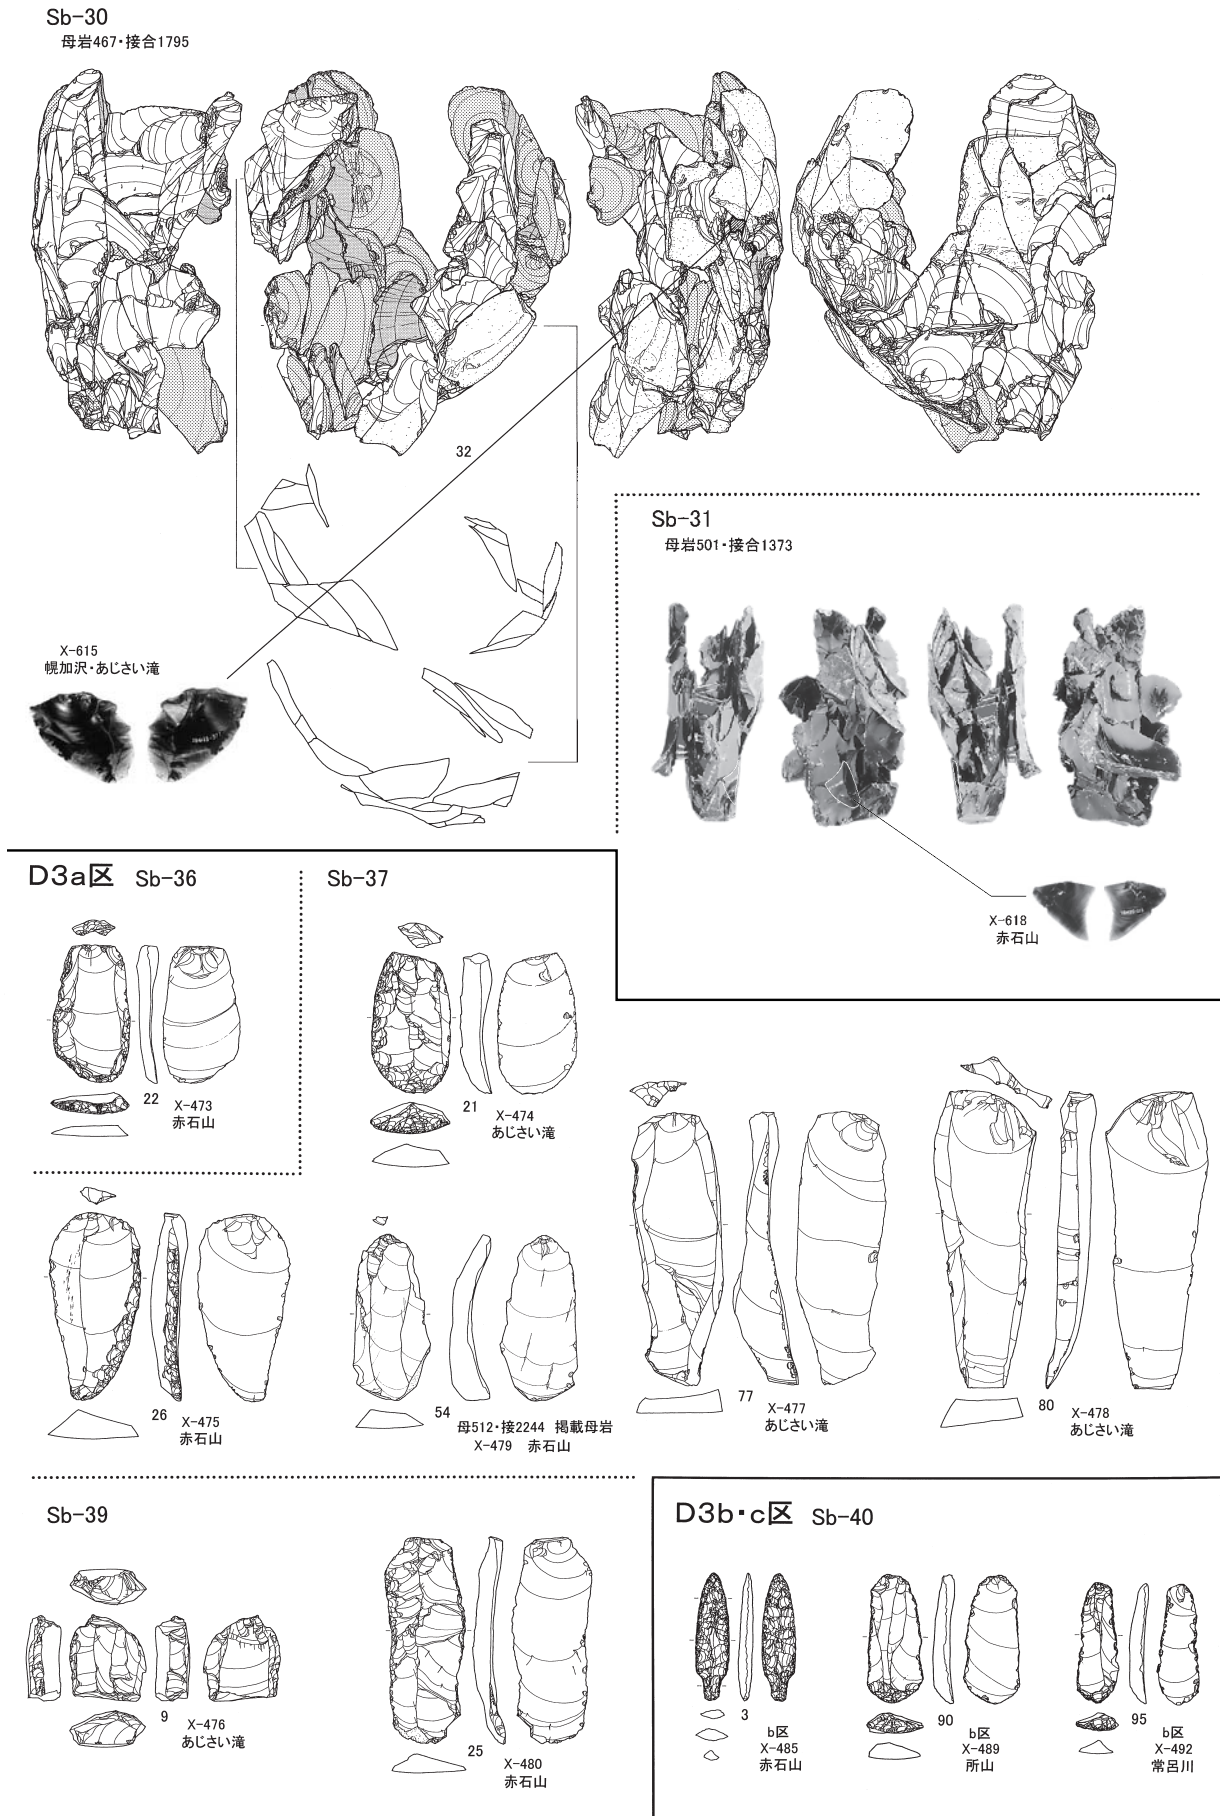 Sb-30
母岩467・接合1795
32
X-615
幌加沢・あじさい滝
Sb-31
母岩501・接合1373
X-618
赤石山
D3a区 Sb-36
22
X-473
赤石山
Sb-37
21
X-474
あじさい滝
26
X-475
赤石山
54
母512・接2244 掲載母岩
X-479 赤石山
77
X-477
あじさい滝
80
X-478
あじさい滝
Sb-39
9
X-476
あじさい滝
25
X-480
赤石山
D3b・c区 Sb-40
3
b区
X-485
赤石山
90
b区
X-489
所山
95
b区
X-492
常呂川